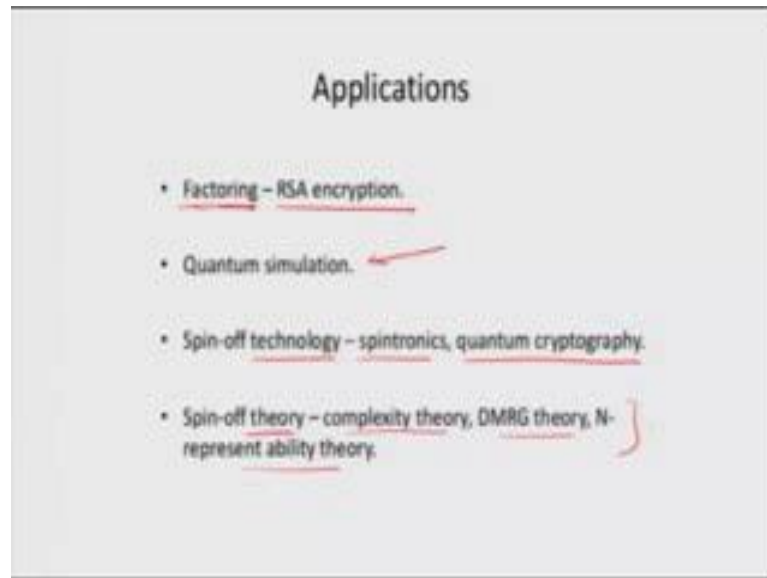 Applications
• Factoring – RSA encryption.
• Quantum simulation.
• Spin-off technology – spintronics, quantum cryptography.
• Spin-off theory – complexity theory, DMRG theory, N-
represent ability theory.